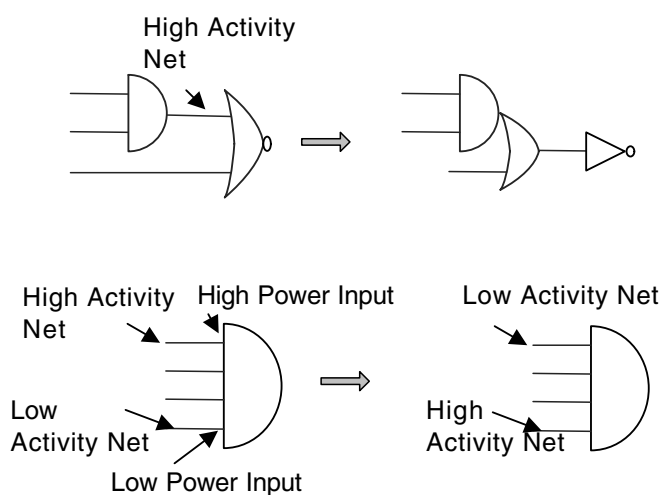 High Activity
Net
High Activity
Net
High Power Input
Low Activity Net
Low
Activity Net
Low Power Input
High
Activity Net